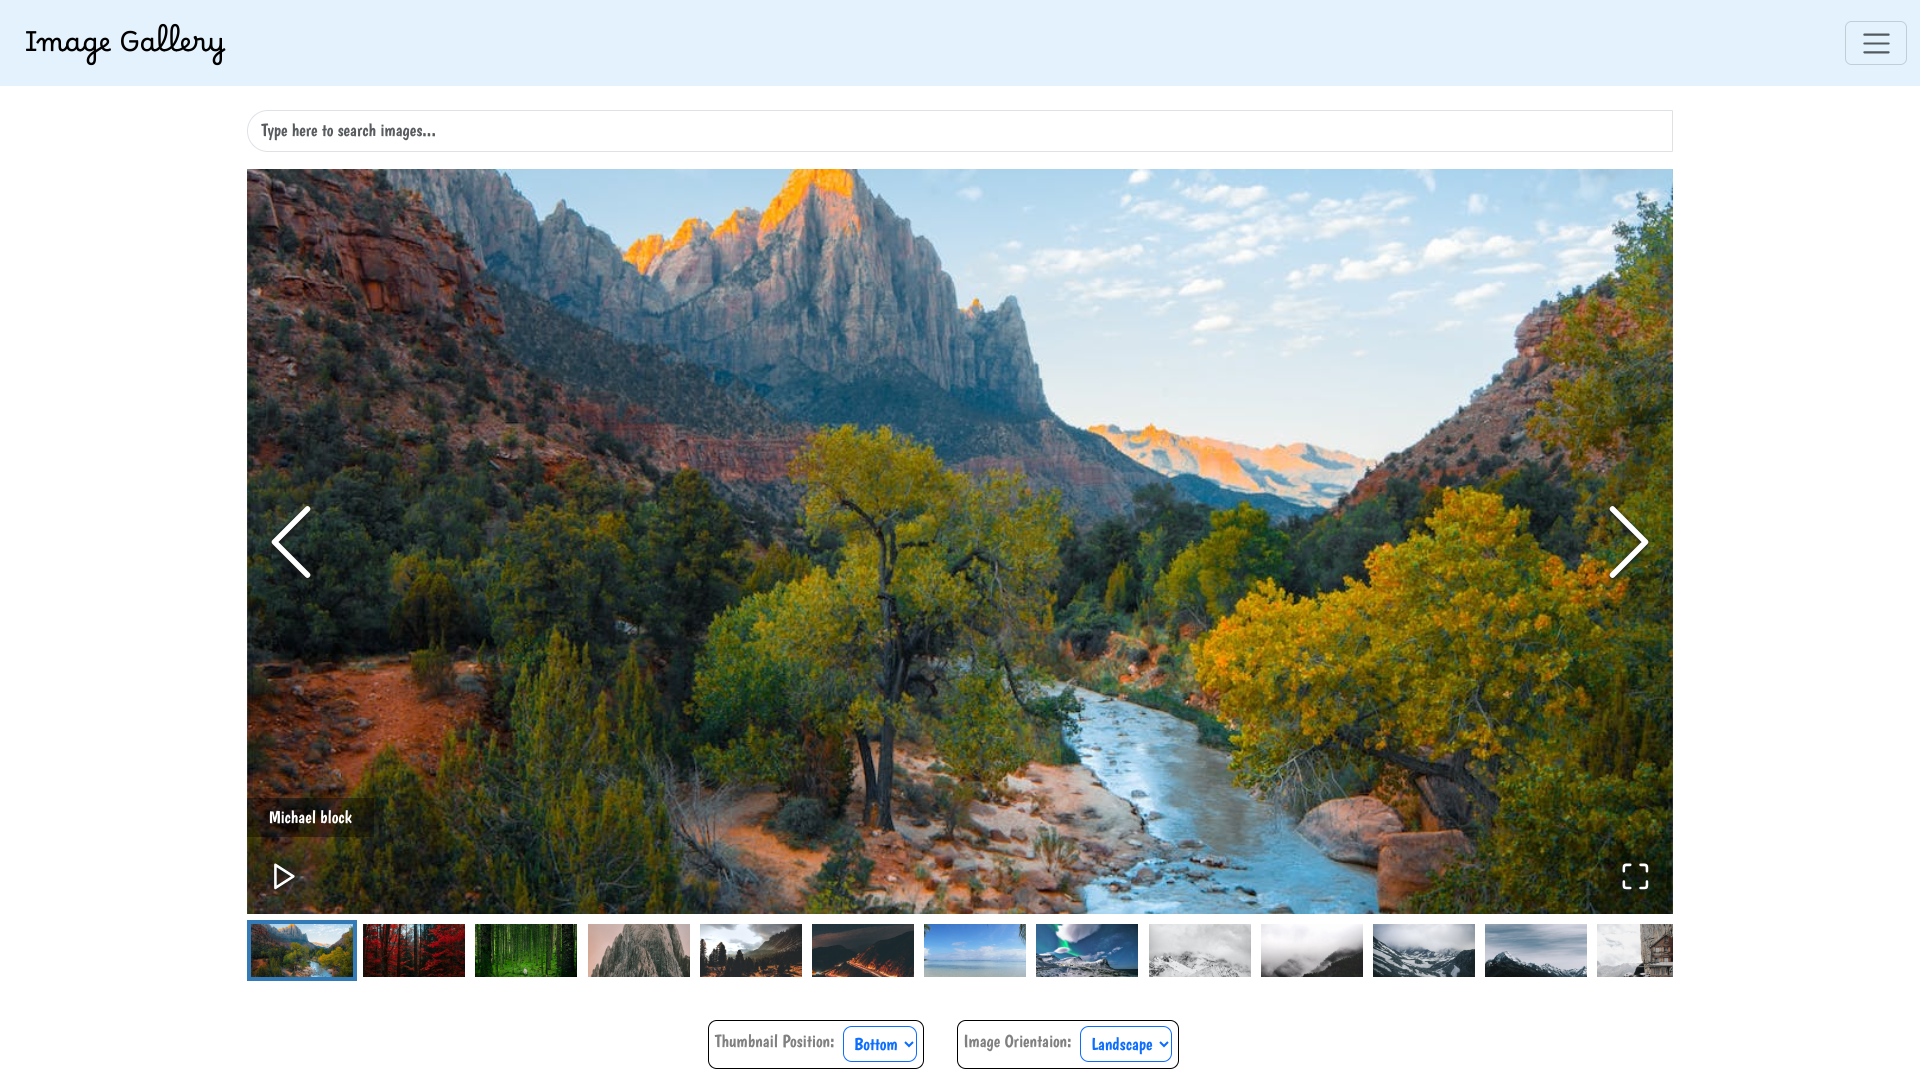 Image Gallery
Type here to search images...
Michael block
Thumbnail Position: Bottom
Image Orientaion: Landscape